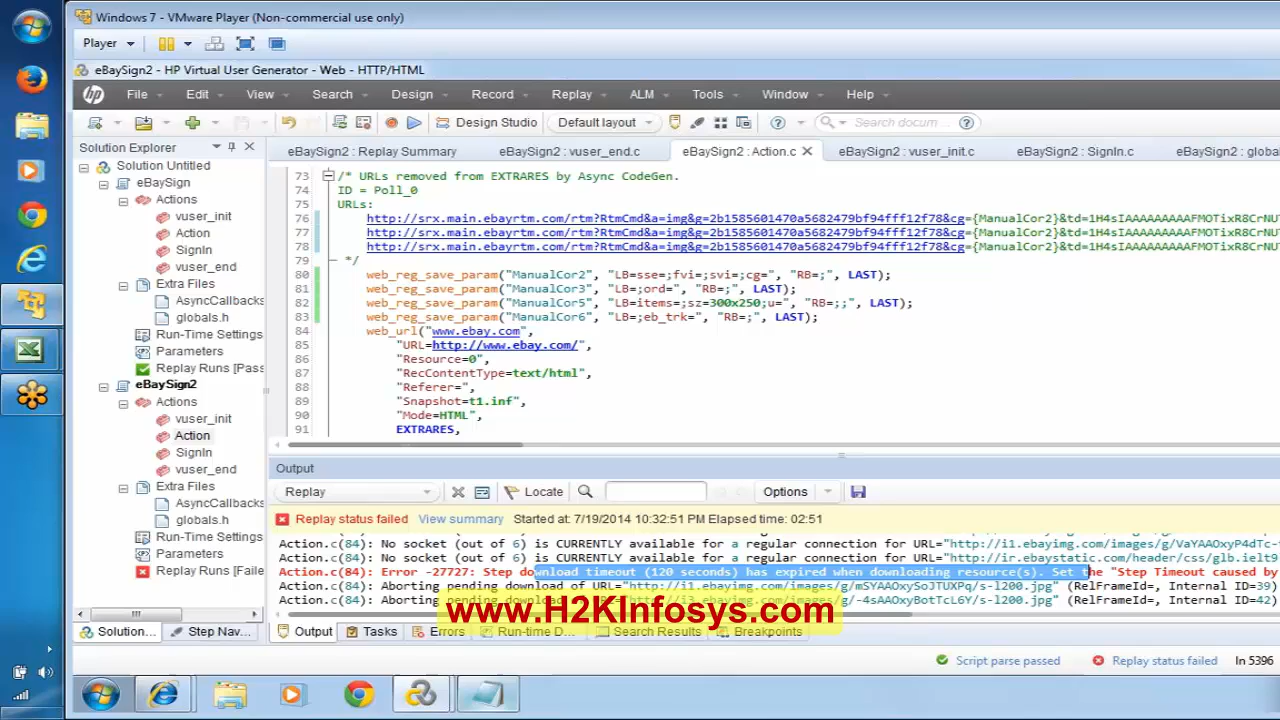 Windows 7 - VMware Player (Non-commercial use only)
Player
eBaySign2 - HP Virtual User Generator - Web - HTTP/HTML
hp File Edit View Search Design Record Replay ALM Tools Window Help
Design Studio Default layout Search docum
Solution Explorer
eBaySign2 : Replay Summary eBaySign2 : vuser_end.c eBaySign2 : Action.c eBaySign2 : vuser_init.c eBaySign2 : SignIn.c eBaySign2 : globa
Solution Untitled
eBaySign
Actions
vuser_init
Action
SignIn
vuser_end
Extra Files
AsyncCallbacks
globals.h
Run-Time Settings
Parameters
Replay Runs [Pas
eBaySign2
Actions
vuser_init
Action
SignIn
vuser_end
Extra Files
AsyncCallbacks
globals.h
Run-Time Settings
Parameters
Replay Runs [Faile
Solution... Step Nav...
73 /* URLs removed from EXTRARES by Async CodeGen.
74 ID = Poll_0
75 URLs:
76 http://srx.main.ebayrtm.com/rtm?RtmCmd&a=img&g=2b1585601470a5682479bf94fff12f78&cg={ManualCor2}&td=1H4sIAAAAAAAAAFMOTixR8CrNU
77 http://srx.main.ebayrtm.com/rtm?RtmCmd&a=img&g=2b1585601470a5682479bf94fff12f78&cg={ManualCor2}&td=1H4sIAAAAAAAAAFMOTixR8CrNU
78 http://srx.main.ebayrtm.com/rtm?RtmCmd&a=img&g=2b1585601470a5682479bf94fff12f78&cg={ManualCor2}&td=1H4sIAAAAAAAAAFMOTixR8CrNU
79 */
80 web_reg_save_param("ManualCor2", "LB=sse=;fvi=;svi=;cg=", "RB=;", LAST);
81 web_reg_save_param("ManualCor3", "LB=;ord=", "RB=;", LAST);
82 web_reg_save_param("ManualCor5", "LB=items=;sz=300x250;u=", "RB=;;", LAST);
83 web_reg_save_param("ManualCor6", "LB=;eb_trk=", "RB=;", LAST);
84 web_url("www.ebay.com",
85 "URL=http://www.ebay.com/",
86 "Resource=0",
87 "RecContentType=text/html",
88 "Referer=",
89 "Snapshot=t1.inf",
90 "Mode=HTML",
91 EXTRARES,
Output
Replay Locate Options
Replay status failed View summary Started at: 7/19/2014 10:32:51 PM Elapsed time: 02:51
Action.c(84): No socket (out of 6) is CURRENTLY available for a regular connection for URL="http://i1.ebayimg.com/images/g/VaYAAOxyP4dTc-
Action.c(84): No socket (out of 6) is CURRENTLY available for a regular connection for URL="http://ir.ebaystatic.com/header/css/glb.ielt9
Action.c(84): Error -27727: Step download timeout (120 seconds) has expired when downloading resource(s). Set the "Step Timeout caused by
Action.c(84): Aborting pending download of URL="http://i1.ebayimg.com/images/g/mSYAAOxySoJTUXPq/s-l200.jpg" (RelFrameId=, Internal ID=39)
Action.c(84): Aborting pending (RelFrameId=, Internal ID=42)
www.H2KInfosys.com
Output Tasks Errors Run-time D... Search Results Breakpoints
Script parse passed Replay status failed ln 5396